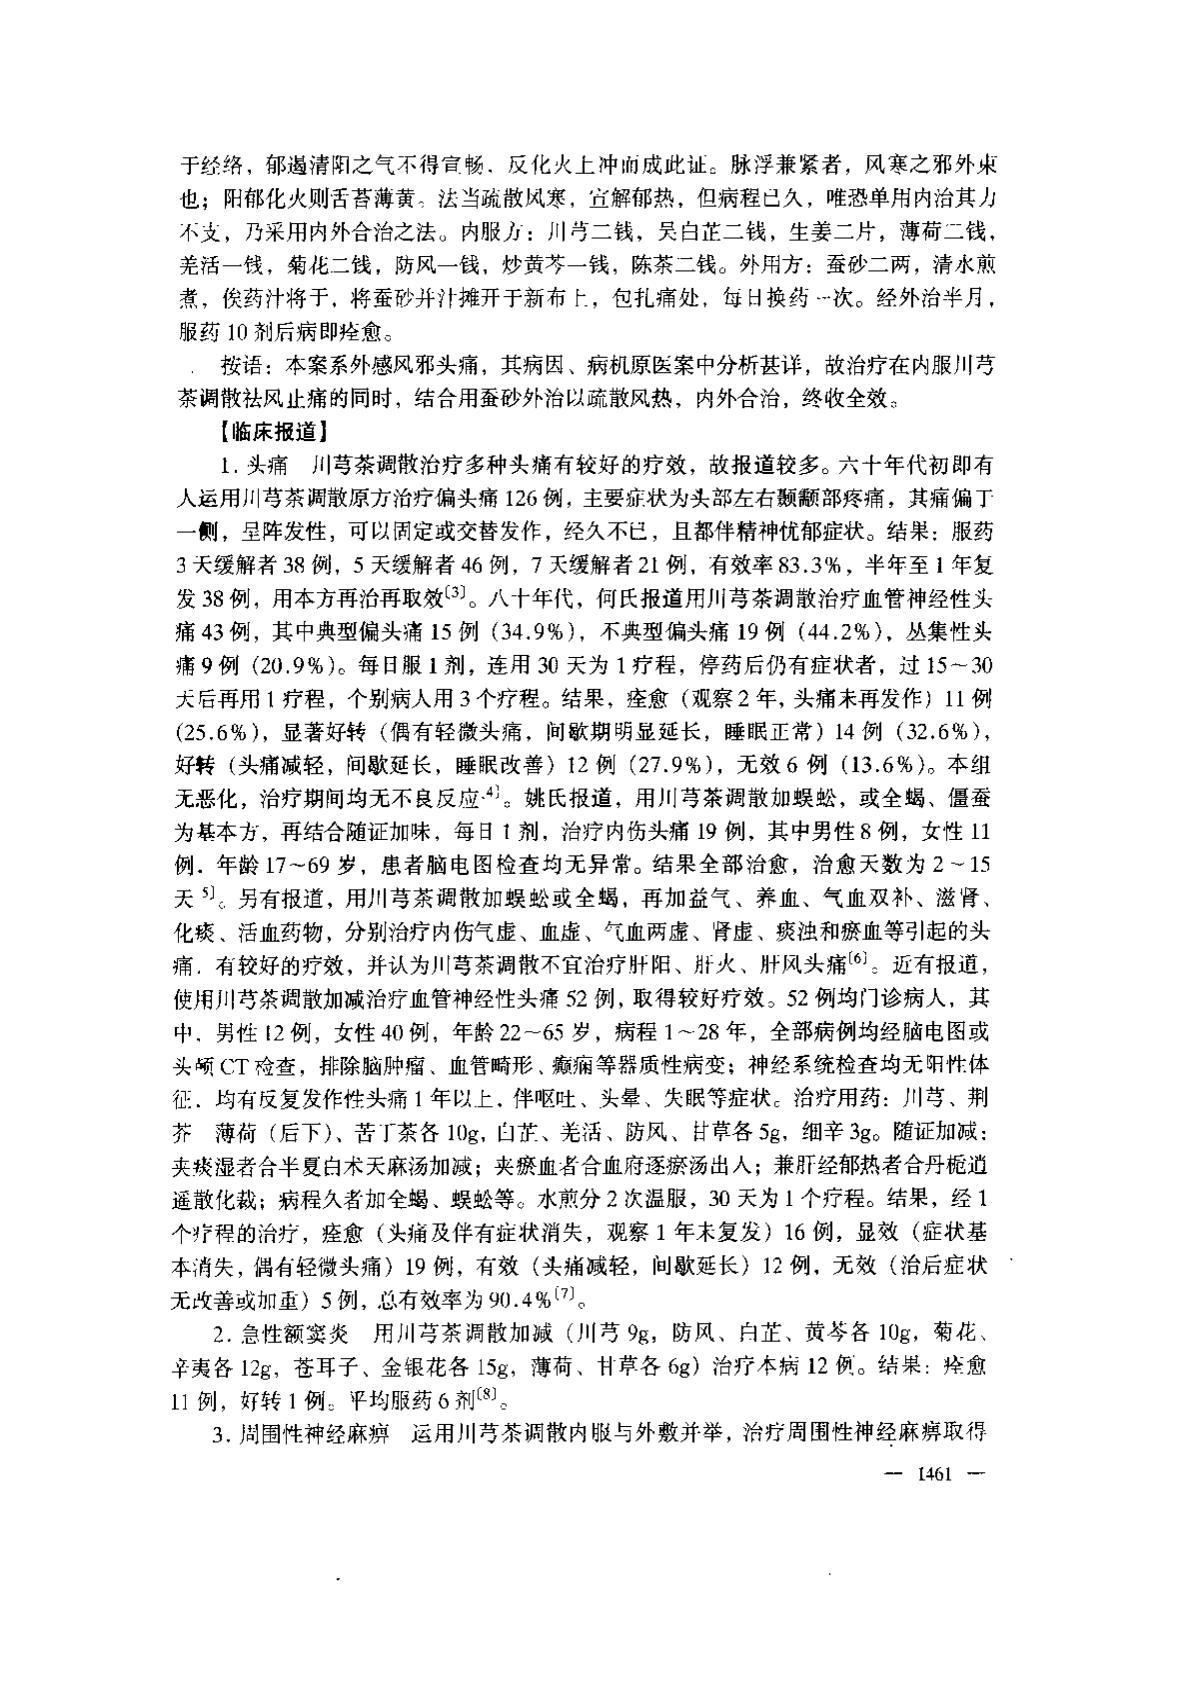 于经络，郁遏清阳之气不得宣畅．反化火上冲而成此证。脉浮兼紧者，风寒之邪外束
也；阳郁化火则舌苔薄黄。法当疏散风寒，宣解郁热，但病程已久，唯恐单用内治其力
不支，乃采用内外合治之法。内服方：川芎二钱，吴白芷二钱，生姜二片，薄荷二钱，
羌活一钱，菊花二钱，防风一钱，炒黄芩一钱，陈茶二钱。外用方：蚕砂二两，清水煎
煮，俟药汁将干，将蚕砂并汁摊开于新布上，包扎痛处，每日换药一次。经外治半月，
服药 10 剂后病即痊愈。
按语：本案系外感风邪头痛，其病因、病机原医案中分析甚详，故治疗在内服川芎
茶调散祛风止痛的同时，结合用蚕砂外治以疏散风热，内外合治，终收全效。
【临床报道】
1. 头痛　川芎茶调散治疗多种头痛有较好的疗效，故报道较多。六十年代初即有
人运用川芎茶调散原方治疗偏头痛 126 例，主要症状为头部左右颞颥部疼痛，其痛偏于
一侧，呈阵发性，可以固定或交替发作，经久不已，且都伴精神忧郁症状。结果：服药
3 天缓解者 38 例，5 天缓解者 46 例，7 天缓解者 21 例，有效率 83.3%，半年至 1 年复
发 38 例，用本方再治再取效〔3〕。八十年代，何氏报道用川芎茶调散治疗血管神经性头
痛 43 例，其中典型偏头痛 15 例（34.9%），不典型偏头痛 19 例（44.2%），丛集性头
痛 9 例（20.9%）。每日服 1 剂，连用 30 天为 1 疗程，停药后仍有症状者，过 15～30
天后再用 1 疗程，个别病人用 3 个疗程。结果，痊愈（观察 2 年，头痛未再发作）11 例
(25.6%)，显著好转（偶有轻微头痛，间歇期明显延长，睡眠正常）14 例（32.6%），
好转（头痛减轻，间歇延长，睡眠改善）12 例（27.9%），无效 6 例（13.6%）。本组
无恶化，治疗期间均无不良反应〔4〕。姚氏报道，用川芎茶调散加蜈蚣，或全蝎、僵蚕
为基本方，再结合随证加味，每日 1 剂，治疗内伤头痛 19 例，其中男性 8 例，女性 11
例．年龄 17～69 岁，患者脑电图检查均无异常。结果全部治愈，治愈天数为 2～15
天〔5〕。另有报道，用川芎茶调散加蜈蚣或全蝎，再加益气、养血、气血双补、滋肾、
化痰、活血药物，分别治疗内伤气虚、血虚、气血两虚、肾虚、痰浊和瘀血等引起的头
痛．有较好的疗效，并认为川芎茶调散不宜治疗肝阳、肝火、肝风头痛〔6〕。近有报道，
使用川芎茶调散加减治疗血管神经性头痛 52 例，取得较好疗效。52 例均门诊病人，其
中．男性 12 例，女性 40 例，年龄 22～65 岁，病程 1～28 年，全部病例均经脑电图或
头颅 CT 检查，排除脑肿瘤、血管畸形、癫痫等器质性病变；神经系统检查均无阳性体
征．均有反复发作性头痛 1 年以上，伴呕吐、头晕、失眠等症状。治疗用药：川芎、荆
芥　薄荷（后下）、苦丁茶各 10g，白芷、羌活、防风、甘草各 5g，细辛 3g。随证加减：
夹痰湿者合半夏白术天麻汤加减；夹瘀血者合血府逐瘀汤出入；兼肝经郁热者合丹栀逍
遥散化裁；病程久者加全蝎、蜈蚣等。水煎分 2 次温服，30 天为 1 个疗程。结果，经 1
个疗程的治疗，痊愈（头痛及伴有症状消失，观察 1 年未复发）16 例，显效（症状基
本消失，偶有轻微头痛）19 例，有效（头痛减轻，间歇延长）12 例，无效（治后症状
无改善或加重）5 例，总有效率为 90.4%〔7〕。
2. 急性额窦炎　用川芎茶调散加减（川芎 9g，防风、白芷、黄芩各 10g，菊花、
辛夷各 12g，苍耳子、金银花各 15g，薄荷、甘草各 6g）治疗本病 12 例。结果：痊愈
11 例，好转 1 例。平均服药 6 剂〔8〕。
3. 周围性神经麻痹　运用川芎茶调散内服与外敷并举，治疗周围性神经麻痹取得
— 1461 —